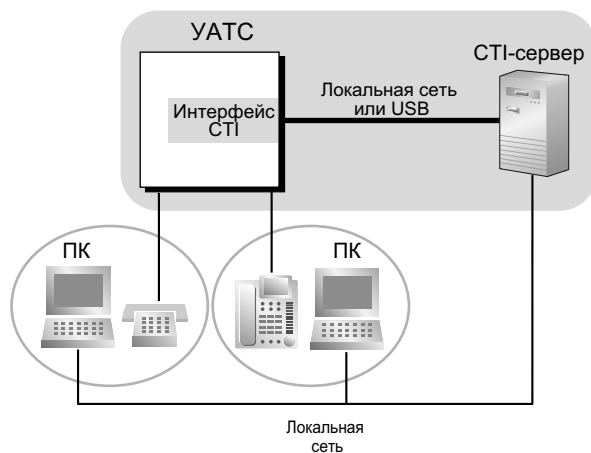 УАТС
CTI-сервер
Локальная сеть
или USB
Интерфейс
CTI
ПК
ПК
Локальная
сеть